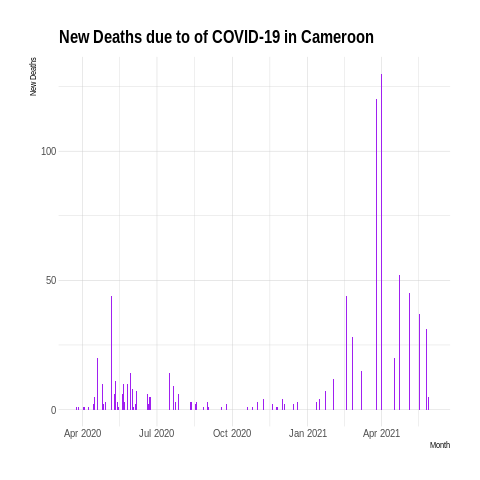 New Deaths due to of COVID-19 in Cameroon
New Deaths
100
50
0
Apr 2020 Jul 2020 Oct 2020 Jan 2021 Apr 2021
Month